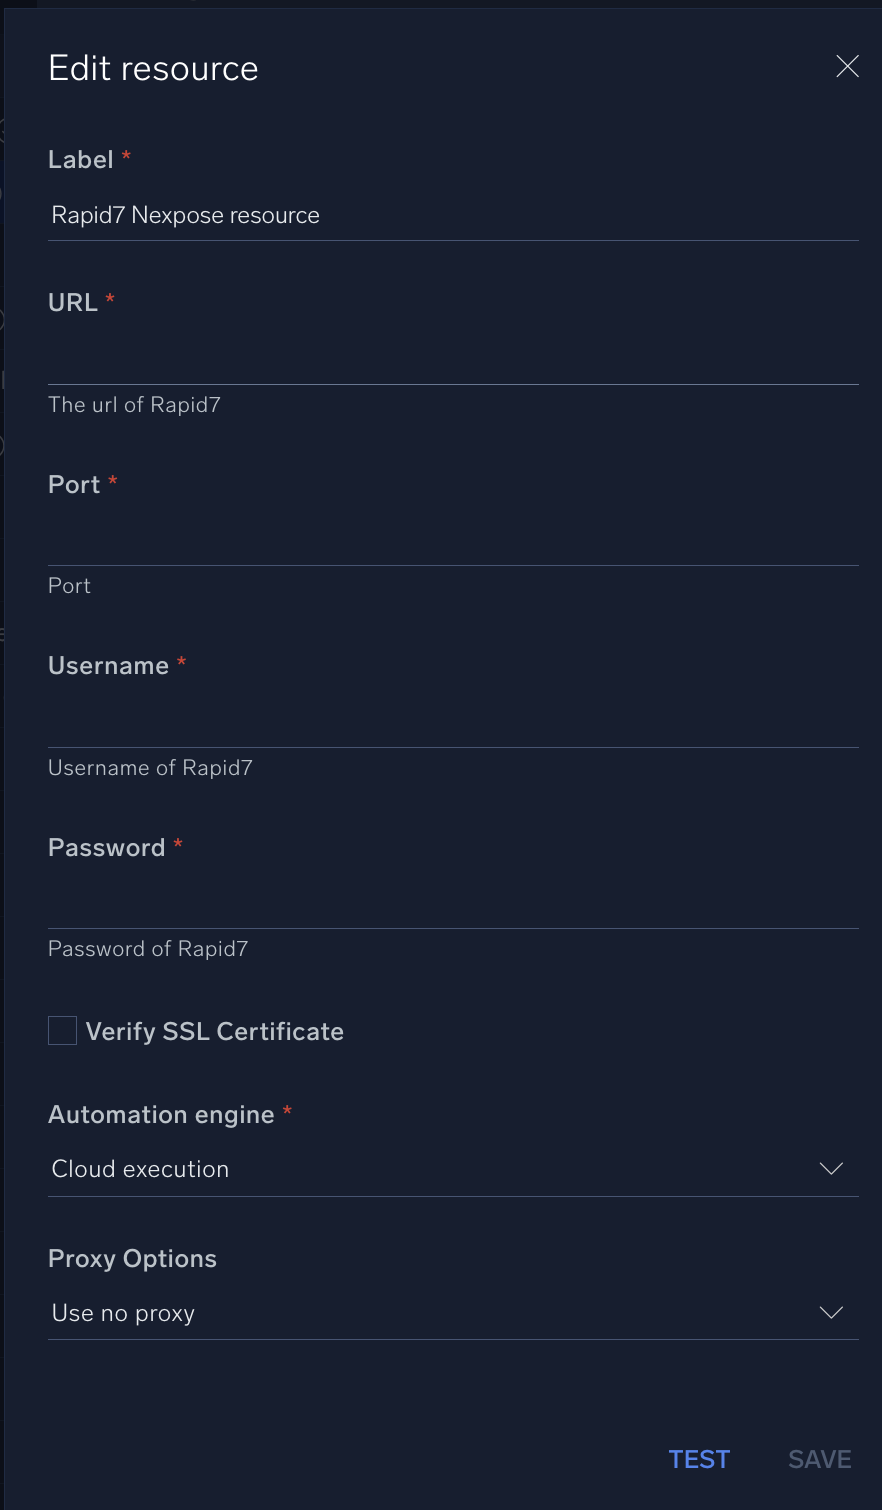 Edit resource
Label *
Rapid7 Nexpose resource
URL *
The url of Rapid7
Port *
Port
Username *
Username of Rapid7
Password *
Password of Rapid7
Verify SSL Certificate
Automation engine *
Cloud execution
Proxy Options
Use no proxy
TEST SAVE